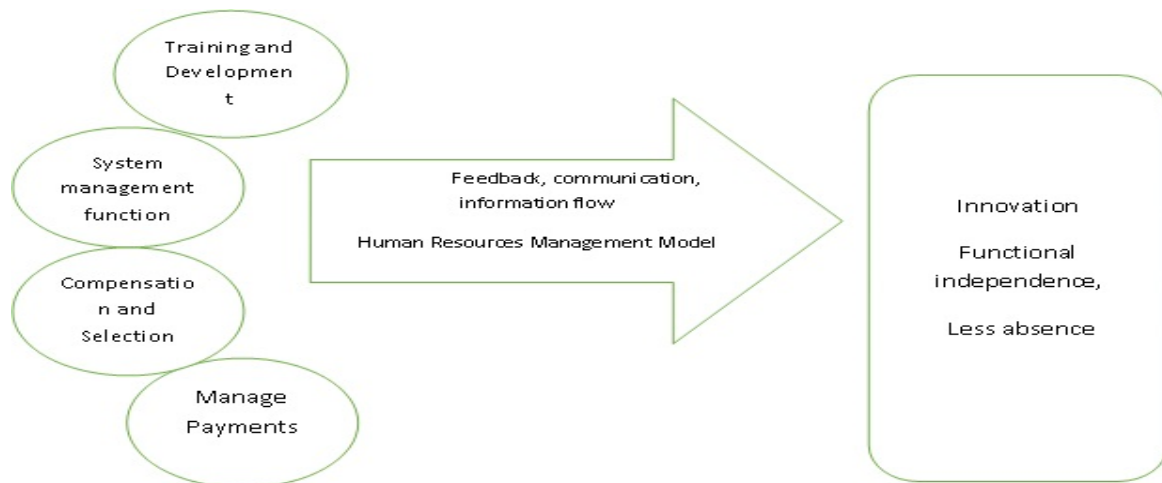 Training and
Developmen
t
System
management
function
Compensatio
n and
Selection
Manage
Payments
Feedback, communication,
information flow
Human Resources Management Model
Innovation
Functional
independence,
Less absence